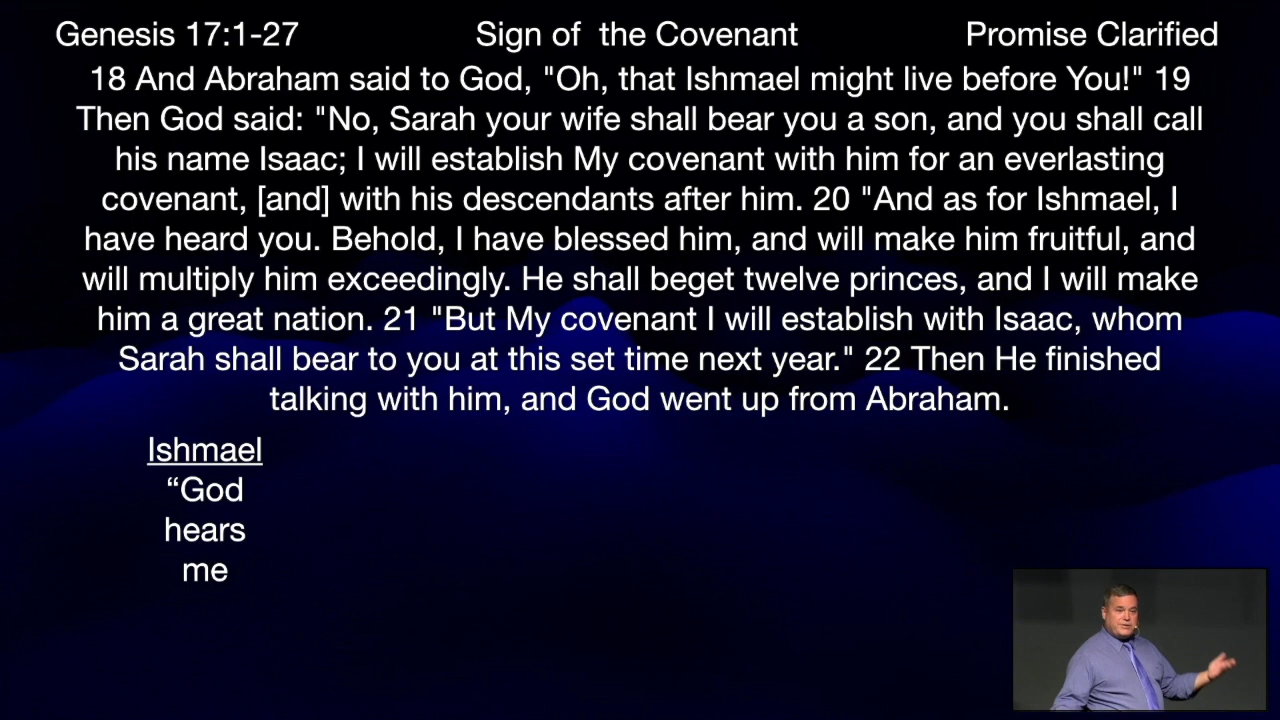 Genesis 17:1-27 Sign of  the Covenant Promise Clarified
18 And Abraham said to God, "Oh, that Ishmael might live before You!" 19
Then God said: "No, Sarah your wife shall bear you a son, and you shall call
his name Isaac; I will establish My covenant with him for an everlasting
covenant, [and] with his descendants after him. 20 "And as for Ishmael, I
have heard you. Behold, I have blessed him, and will make him fruitful, and
will multiply him exceedingly. He shall beget twelve princes, and I will make
him a great nation. 21 "But My covenant I will establish with Isaac, whom
Sarah shall bear to you at this set time next year." 22 Then He finished
talking with him, and God went up from Abraham.
Ishmael
“God
hears
me